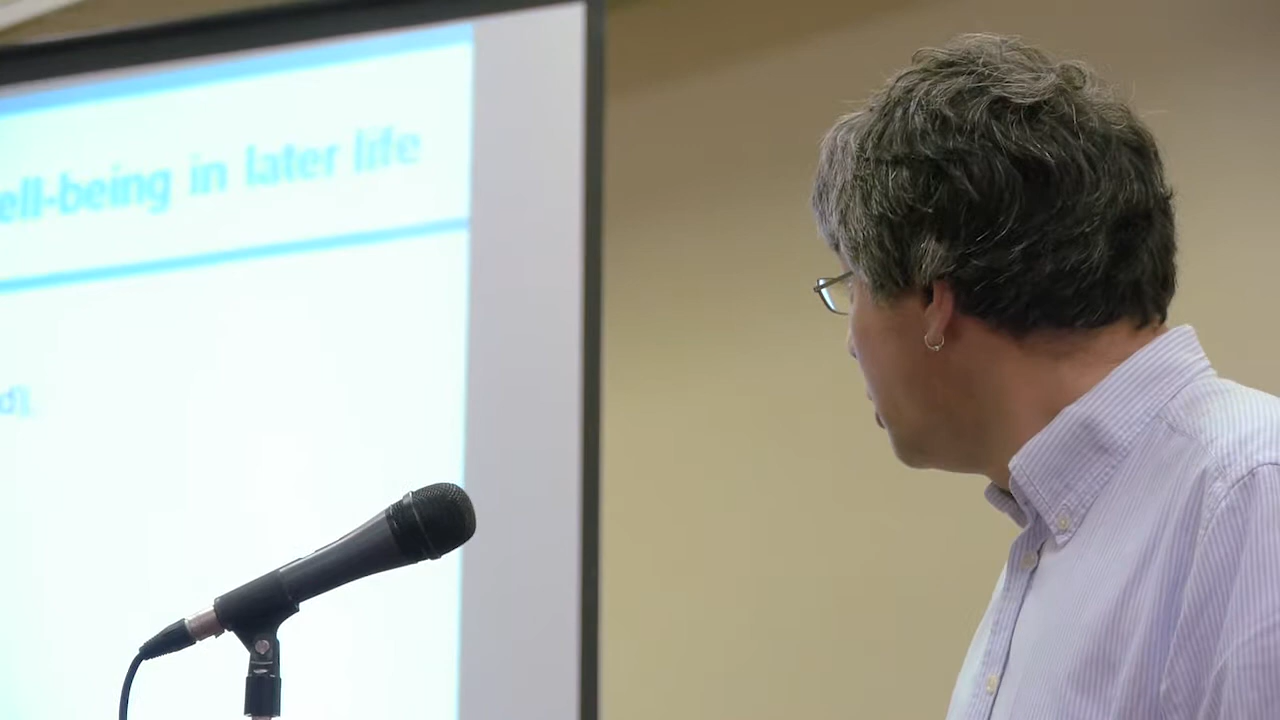 ell-being in later life
d).